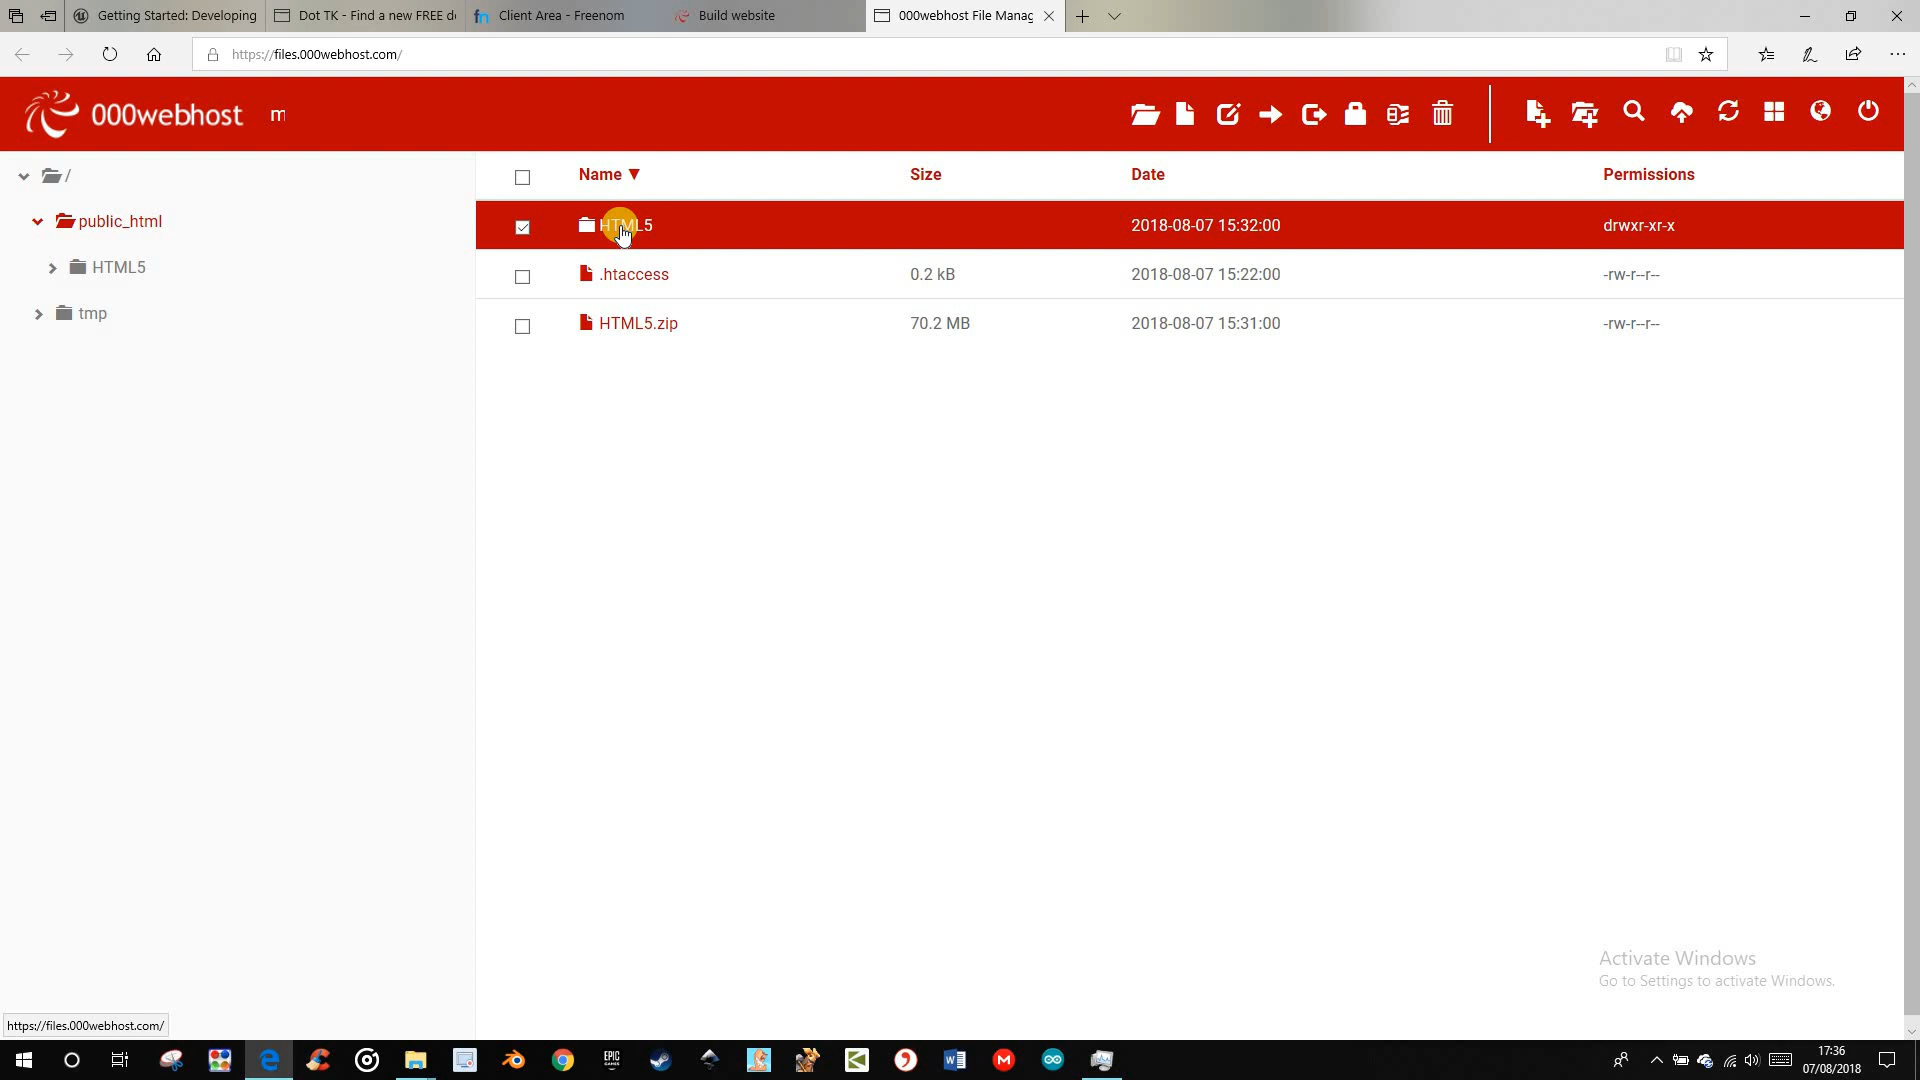 Getting Started: Developing
Dot TK - Find a new FREE do
Client Area - Freenom
Build website
000webhost File Manag
https://files.000webhost.com/
000webhost
m
Name ▼ Size Date Permissions
HTML5 2018-08-07 15:32:00 drwxr-xr-x
.htaccess 0.2 kB 2018-08-07 15:22:00 -rw-r--r--
HTML5.zip 70.2 MB 2018-08-07 15:31:00 -rw-r--r--
/
public_html
HTML5
tmp
Activate Windows
Go to Settings to activate Windows.
https://files.000webhost.com/
EPIC
GAMES
17:36
07/08/2018